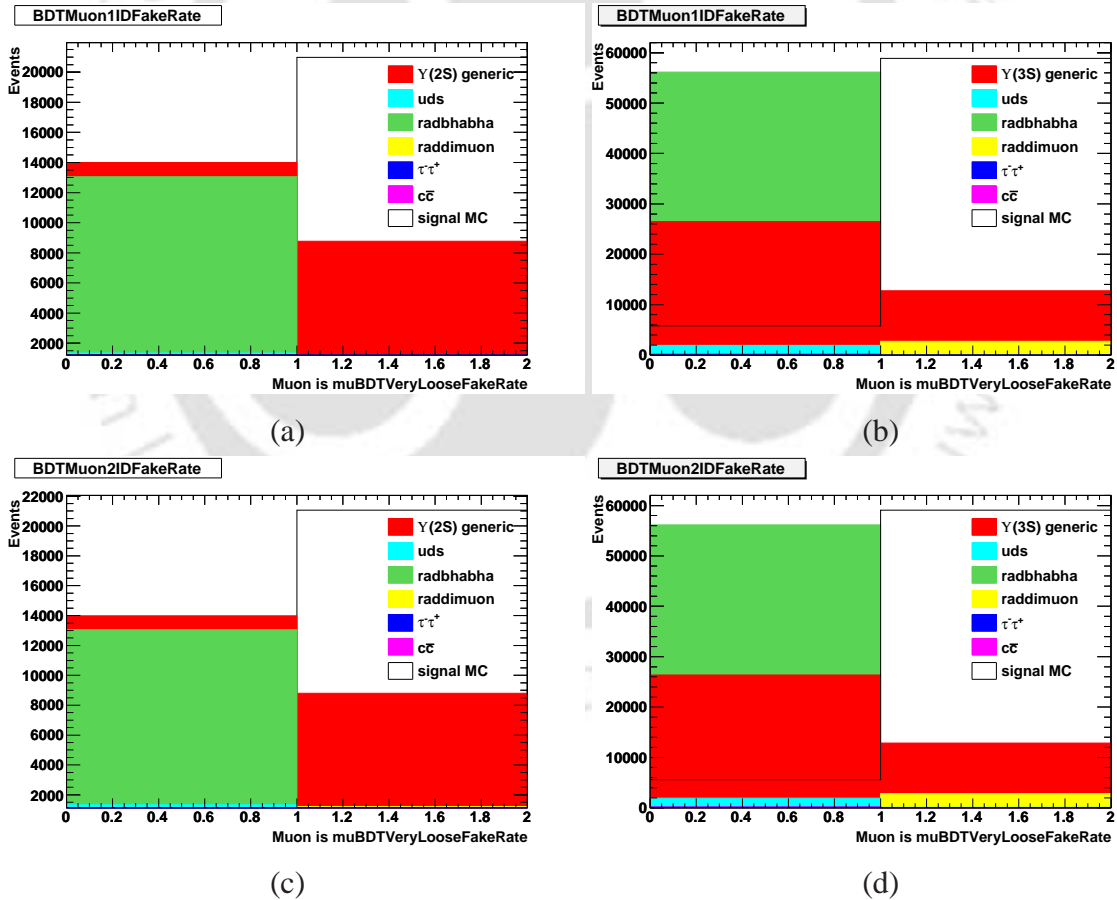 BDTMuon1IDFakeRate
Events
20000
18000
16000
14000
12000
10000
8000
6000
4000
2000
ϒ(2S) generic
uds
radbhabha
raddimuon
τ⁻τ⁺
cc̅
signal MC
0 0.2 0.4 0.6 0.8 1 1.2 1.4 1.6 1.8 2
Muon is muBDTVeryLooseFakeRate
(a)
BDTMuon1IDFakeRate
Events
60000
50000
40000
30000
20000
10000
0
ϒ(3S) generic
uds
radbhabha
raddimuon
τ⁻τ⁺
cc̅
signal MC
0 0.2 0.4 0.6 0.8 1 1.2 1.4 1.6 1.8 2
Muon is muBDTVeryLooseFakeRate
(b)
BDTMuon2IDFakeRate
Events
22000
20000
18000
16000
14000
12000
10000
8000
6000
4000
2000
ϒ(2S) generic
uds
radbhabha
raddimuon
τ⁻τ⁺
cc̅
signal MC
0 0.2 0.4 0.6 0.8 1 1.2 1.4 1.6 1.8 2
Muon is muBDTVeryLooseFakeRate
(c)
BDTMuon2IDFakeRate
Events
60000
50000
40000
30000
20000
10000
0
ϒ(3S) generic
uds
radbhabha
raddimuon
τ⁻τ⁺
cc̅
signal MC
0 0.2 0.4 0.6 0.8 1 1.2 1.4 1.6 1.8 2
Muon is muBDTVeryLooseFakeRate
(d)